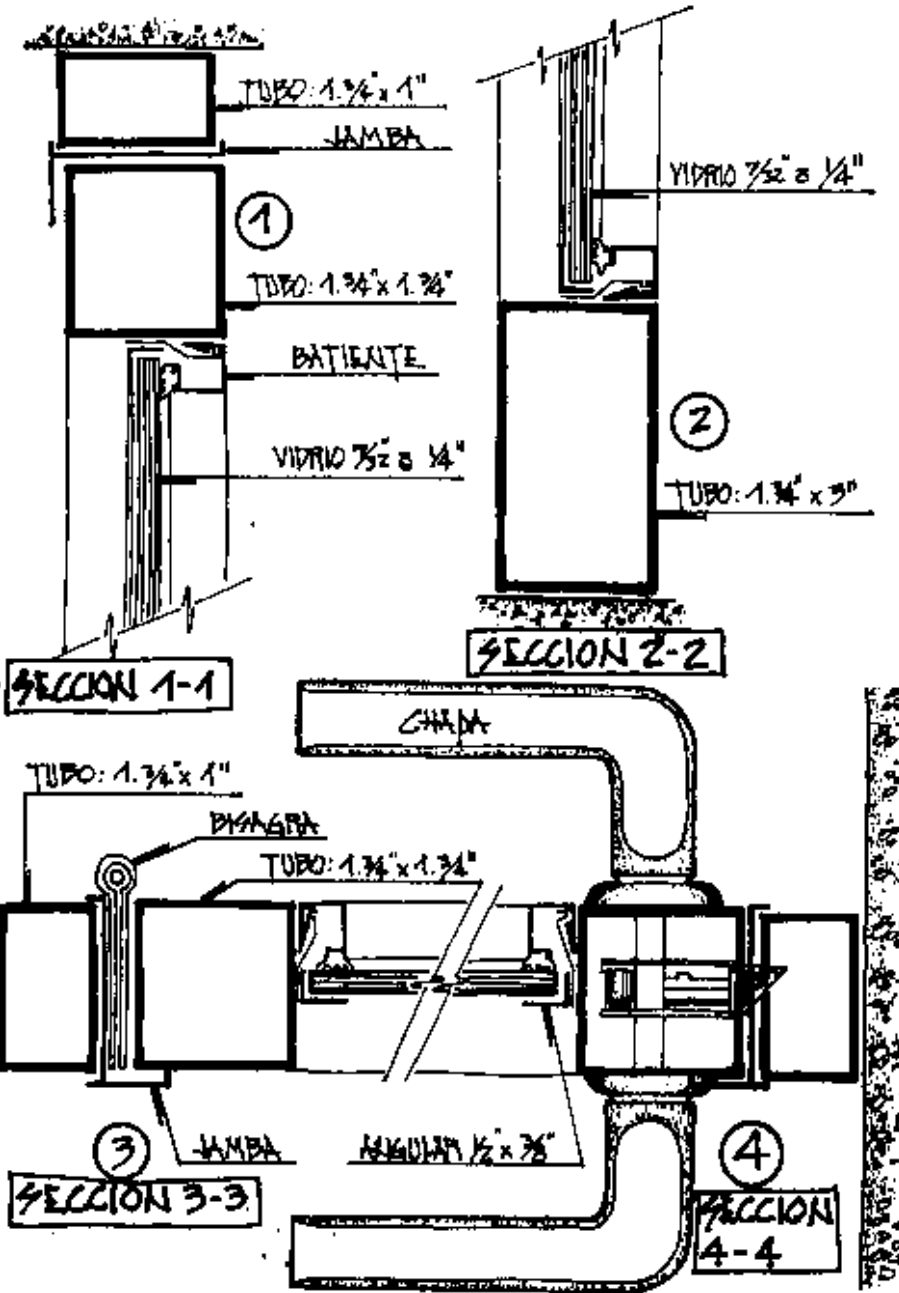 TUBO: 1.3/4" x 1"
JAMBA
1
TUBO: 1.3/4" x 1.3/4"
BATIENTE
VIDRIO 7/32" a 1/4"
SECCION 1-1
VIDRIO 7/32" a 1/4"
2
TUBO: 1.3/4" x 3"
SECCION 2-2
CHAPA
TUBO: 1.3/4" x 1"
BISAGRA
TUBO: 1.3/4" x 1.3/4"
3
JAMBA
ANGULAR 1/2" x 3/8"
SECCION 3-3
4
SECCION
4-4